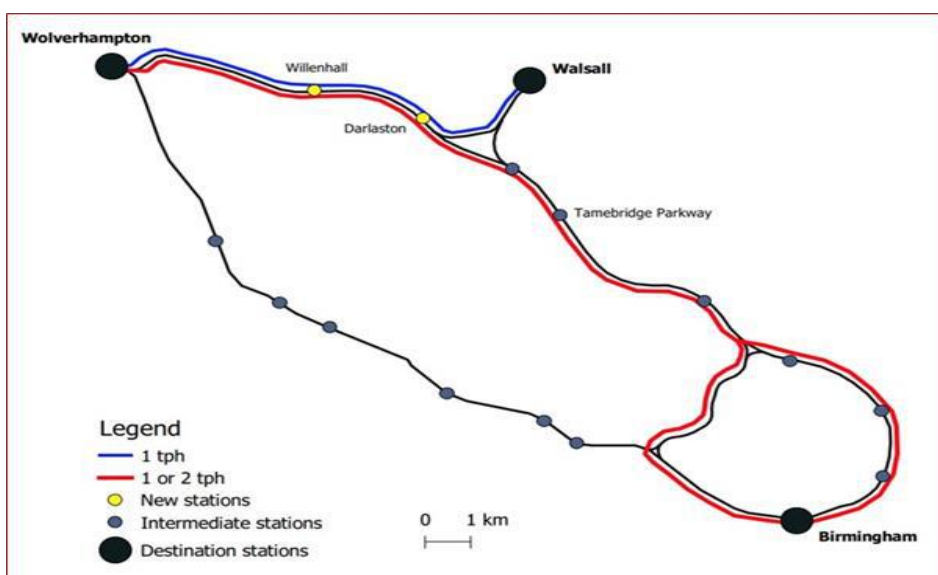 Wolverhampton
Willenhall
Walsall
Darlaston
Tamebridge Parkway
Legend
1 tph
1 or 2 tph
New stations
Intermediate stations
Destination stations
0 1 km
Birmingham